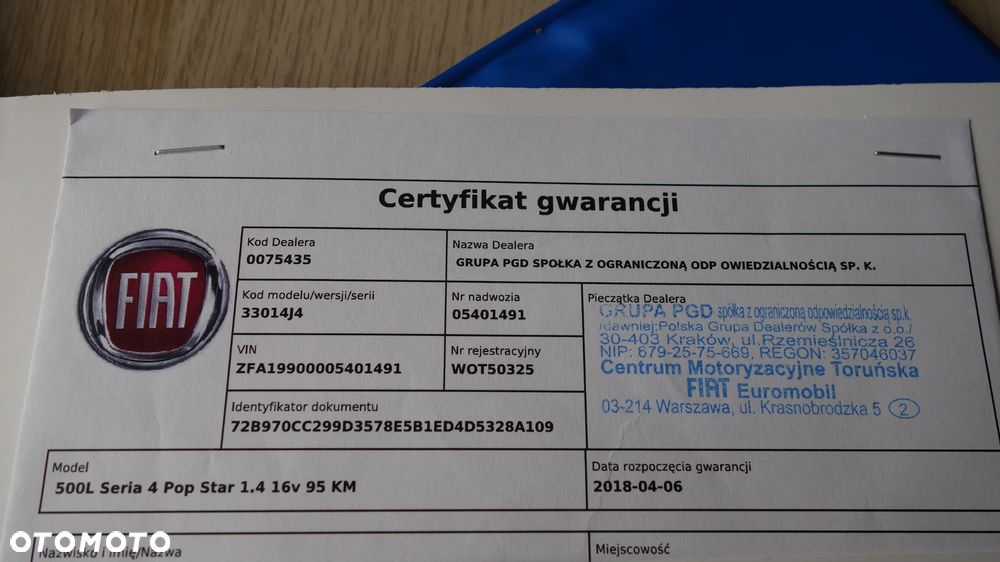 Certyfikat gwarancji
FIAT
Kod Dealera
0075435
Nazwa Dealera
GRUPA PGD SPOŁKA Z OGRANICZONĄ ODP OWIEDZIALNOŚCIĄ SP. K.
Kod modelu/wersji/serii
33014J4
Nr nadwozia
05401491
VIN
ZFA19900005401491
Nr rejestracyjny
WOT50325
Identyfikator dokumentu
72B970CC299D3578E5B1ED4D5328A109
Pieczątka Dealera
GRUPA PGD spółka z ograniczoną odpowiedzialnością sp.k.
/dawniej:Polska Grupa Dealerów Spółka z o.o./
30-403 Kraków, ul.Rzemieślnicza 26
NIP: 679-25-75-669, REGON: 357046037
Centrum Motoryzacyjne Toruńska
FIAT Euromobil
03-214 Warszawa, ul. Krasnobrodzka 5 2
Model
500L Seria 4 Pop Star 1.4 16v 95 KM
Data rozpoczęcia gwarancji
2018-04-06
Nazwisko i imię/Nazwa
Miejscowość
OTOMOTO